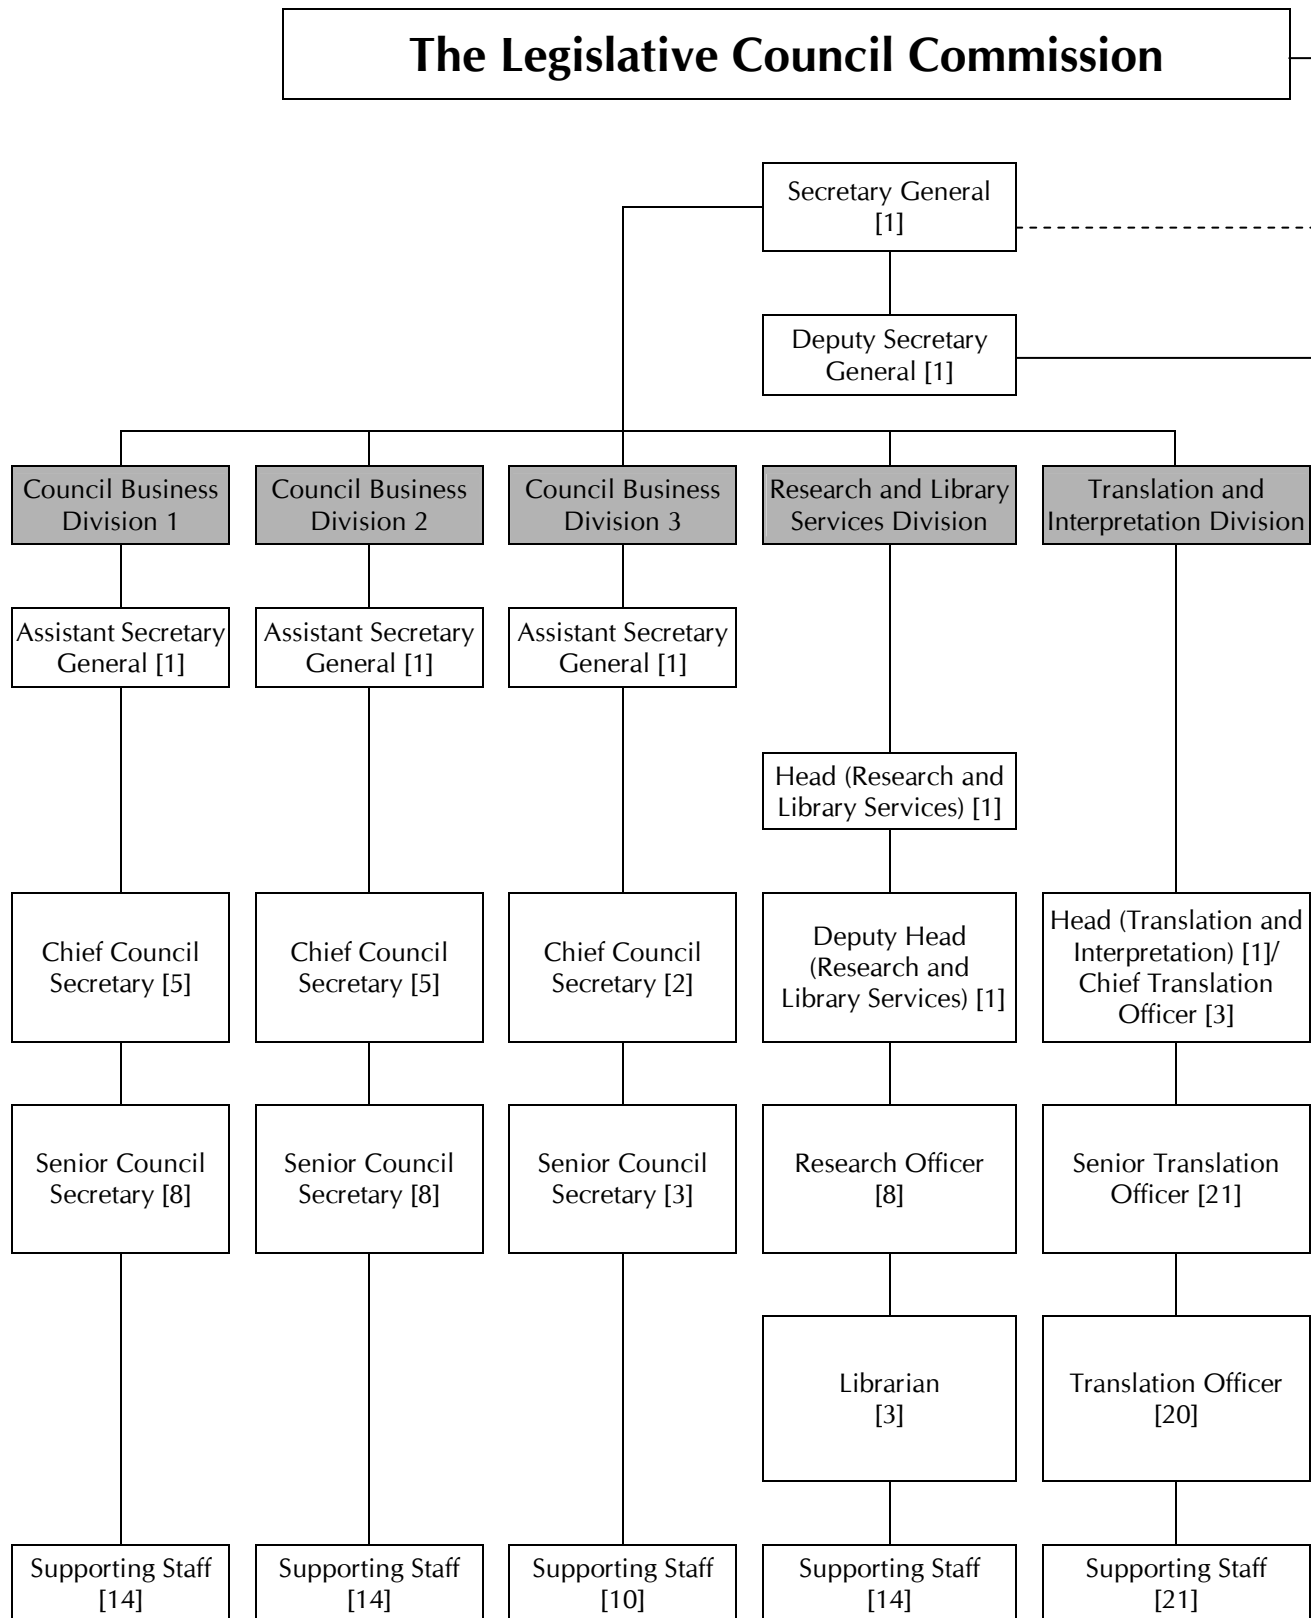 The Legislative Council Commission
Secretary General
[1]
Deputy Secretary
General [1]
Council Business
Division 1
Council Business
Division 2
Council Business
Division 3
Research and Library
Services Division
Translation and
Interpretation Division
Assistant Secretary
General [1]
Assistant Secretary
General [1]
Assistant Secretary
General [1]
Head (Research and
Library Services) [1]
Chief Council
Secretary [5]
Chief Council
Secretary [5]
Chief Council
Secretary [2]
Deputy Head
(Research and
Library Services) [1]
Head (Translation and
Interpretation) [1]/
Chief Translation
Officer [3]
Senior Council
Secretary [8]
Senior Council
Secretary [8]
Senior Council
Secretary [3]
Research Officer
[8]
Senior Translation
Officer [21]
Librarian
[3]
Translation Officer
[20]
Supporting Staff
[14]
Supporting Staff
[14]
Supporting Staff
[10]
Supporting Staff
[14]
Supporting Staff
[21]